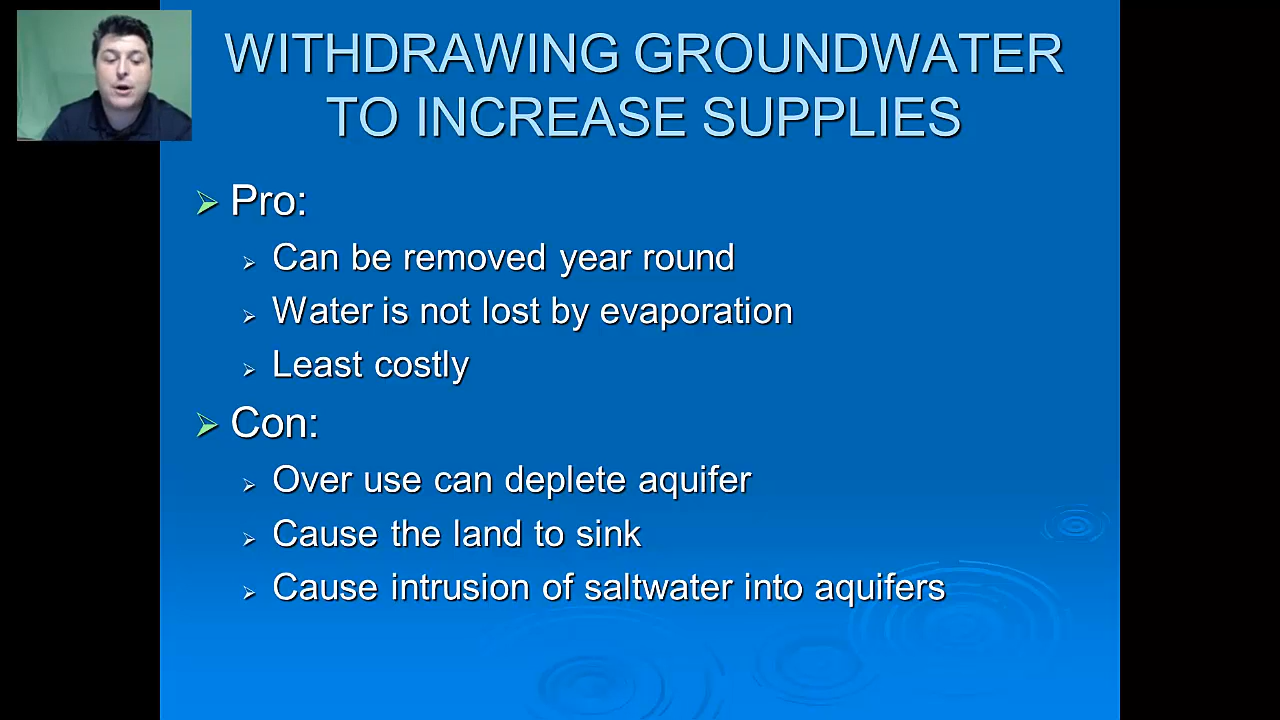 WITHDRAWING GROUNDWATER
TO INCREASE SUPPLIES
Pro:
Can be removed year round
Water is not lost by evaporation
Least costly
Con:
Over use can deplete aquifer
Cause the land to sink
Cause intrusion of saltwater into aquifers